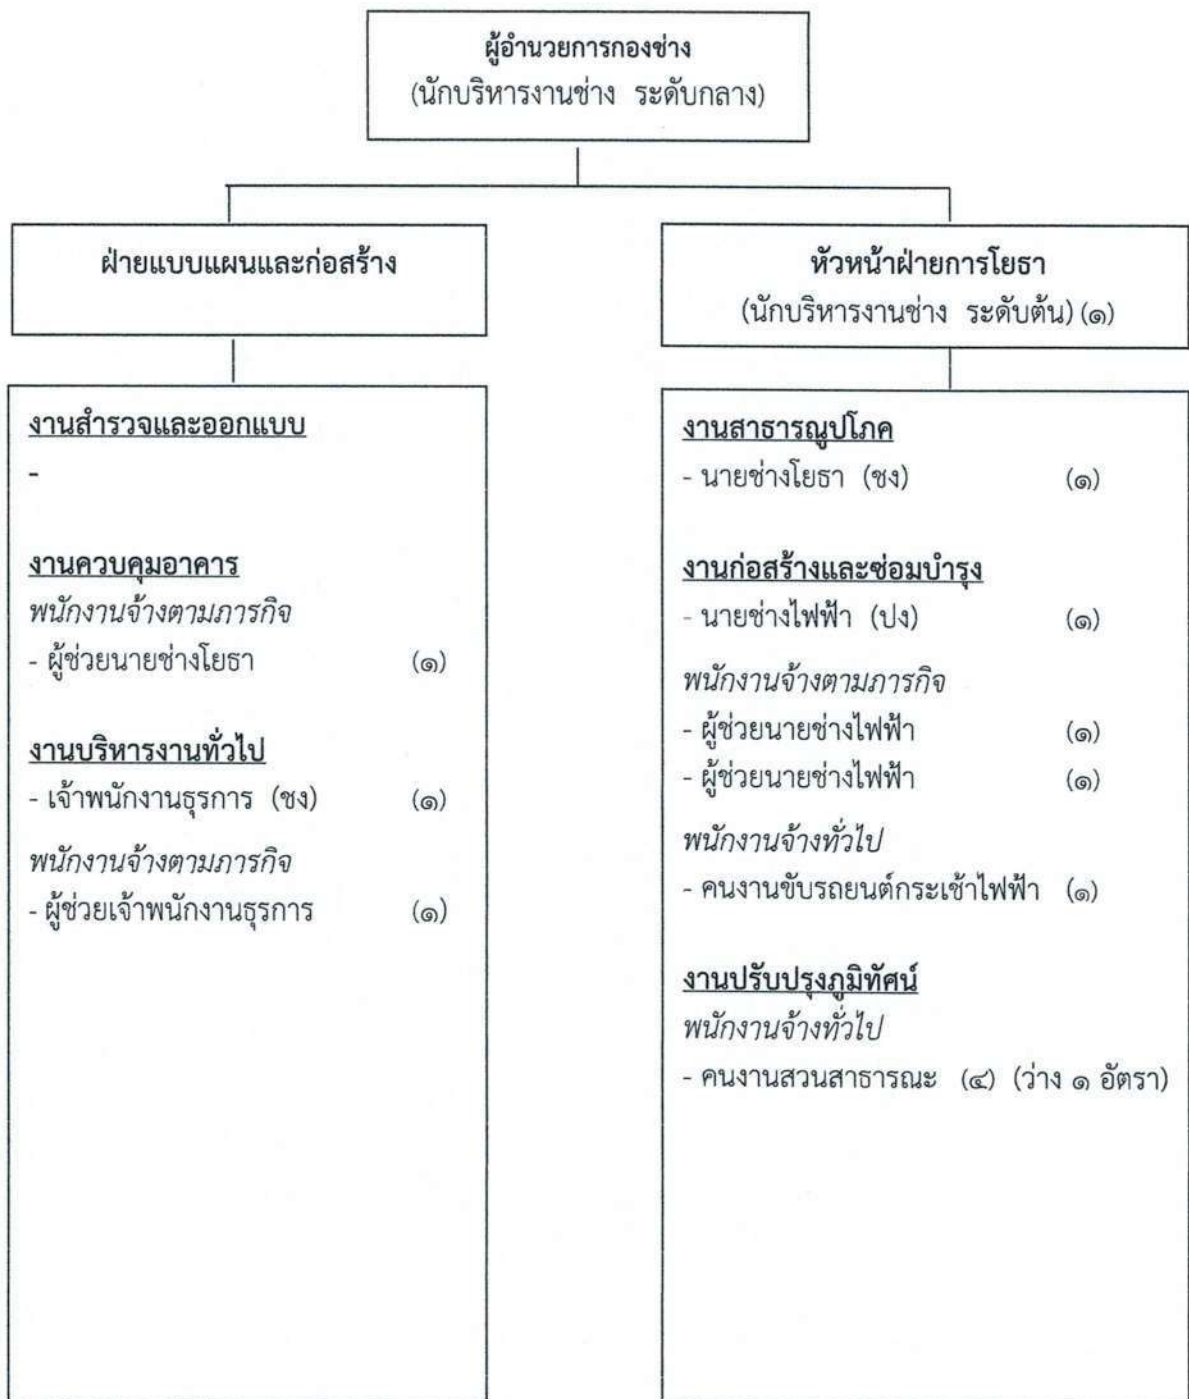 ผู้อำนวยการกองช่าง
(นักบริหารงานช่าง ระดับกลาง)
ฝ่ายแบบแผนและก่อสร้าง
งานสำรวจและออกแบบ
-
งานควบคุมอาคาร
พนักงานจ้างตามภารกิจ
- ผู้ช่วยนายช่างโยธา (๑)
งานบริหารงานทั่วไป
- เจ้าพนักงานธุรการ (ชง) (๑)
พนักงานจ้างตามภารกิจ
- ผู้ช่วยเจ้าพนักงานธุรการ (๑)
หัวหน้าฝ่ายการโยธา
(นักบริหารงานช่าง ระดับต้น) (๑)
งานสาธารณูปโภค
- นายช่างโยธา (ชง) (๑)
งานก่อสร้างและซ่อมบำรุง
- นายช่างไฟฟ้า (ปง) (๑)
พนักงานจ้างตามภารกิจ
- ผู้ช่วยนายช่างไฟฟ้า (๑)
- ผู้ช่วยนายช่างไฟฟ้า (๑)
พนักงานจ้างทั่วไป
- คนงานขับรถยนต์กระเช้าไฟฟ้า (๑)
งานปรับปรุงภูมิทัศน์
พนักงานจ้างทั่วไป
- คนงานสวนสาธารณะ (๔) (ว่าง ๑ อัตรา)